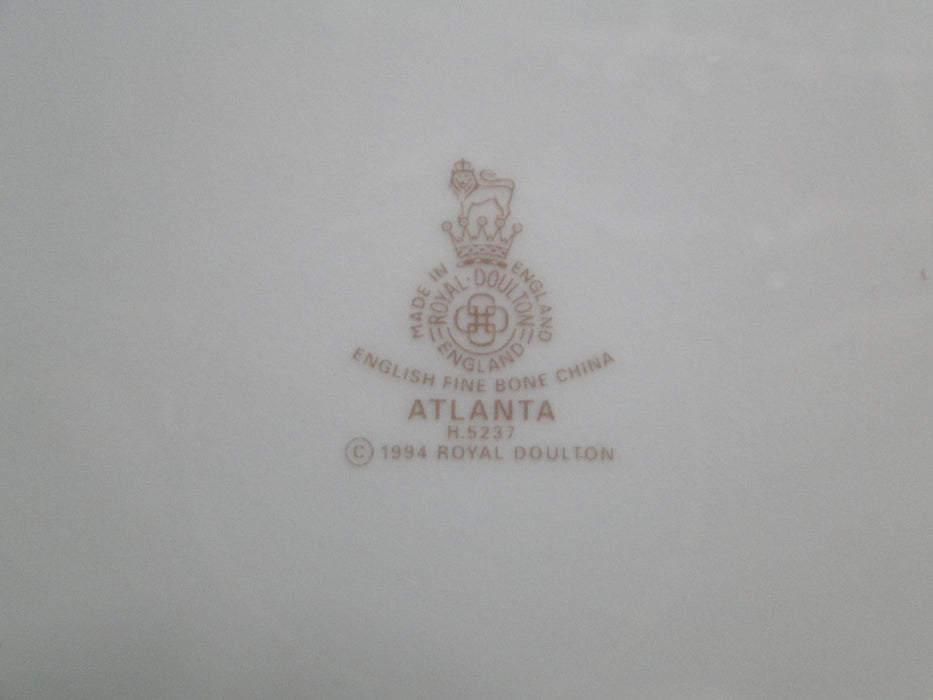 MADE IN ENGLAND
ROYAL · DOULTON
ENGLAND
ENGLISH FINE BONE CHINA
ATLANTA
H.5237
© 1994 ROYAL DOULTON